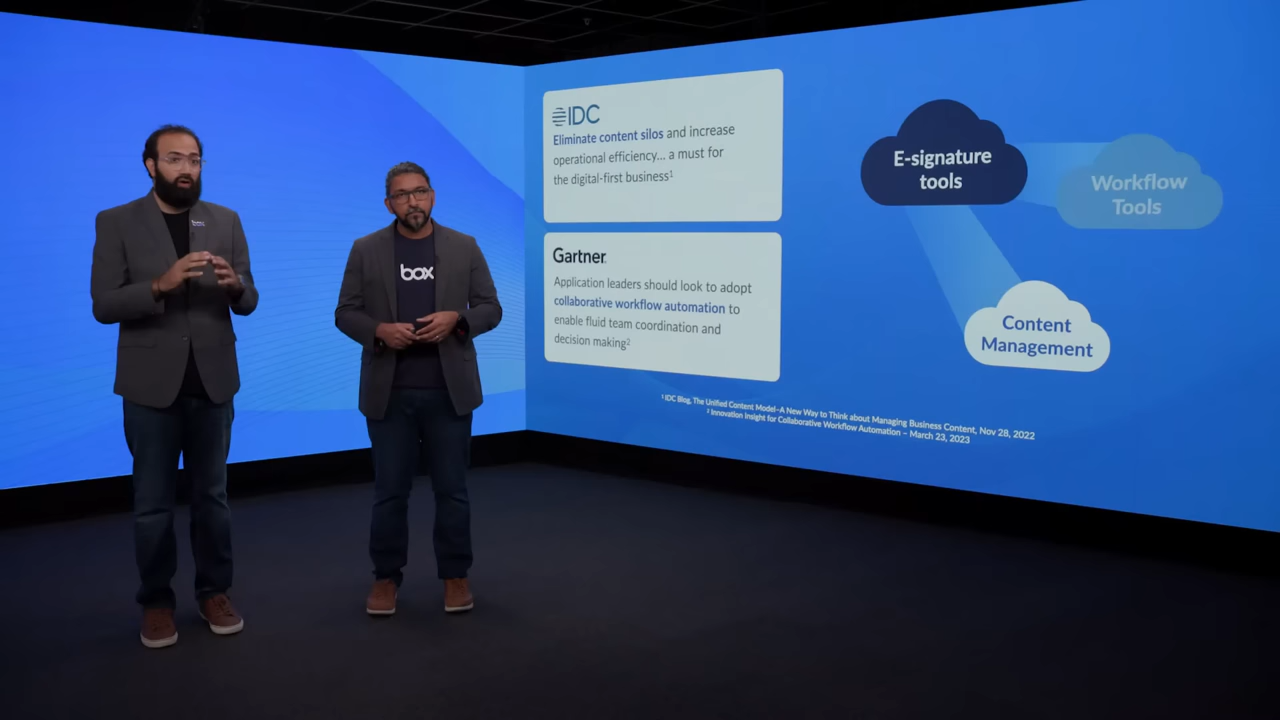 IDC
Eliminate content silos and increase
operational efficiency... a must for
the digital-first business¹
Gartner
Application leaders should look to adopt
collaborative workflow automation to
enable fluid team coordination and
decision making²
E-signature
tools
Workflow
Tools
Content
Management
¹ IDC Blog, The Unified Content Model–A New Way to Think about Managing Business Content, Nov 28, 2022
² Innovation Insight for Collaborative Workflow Automation – March 23, 2023
box